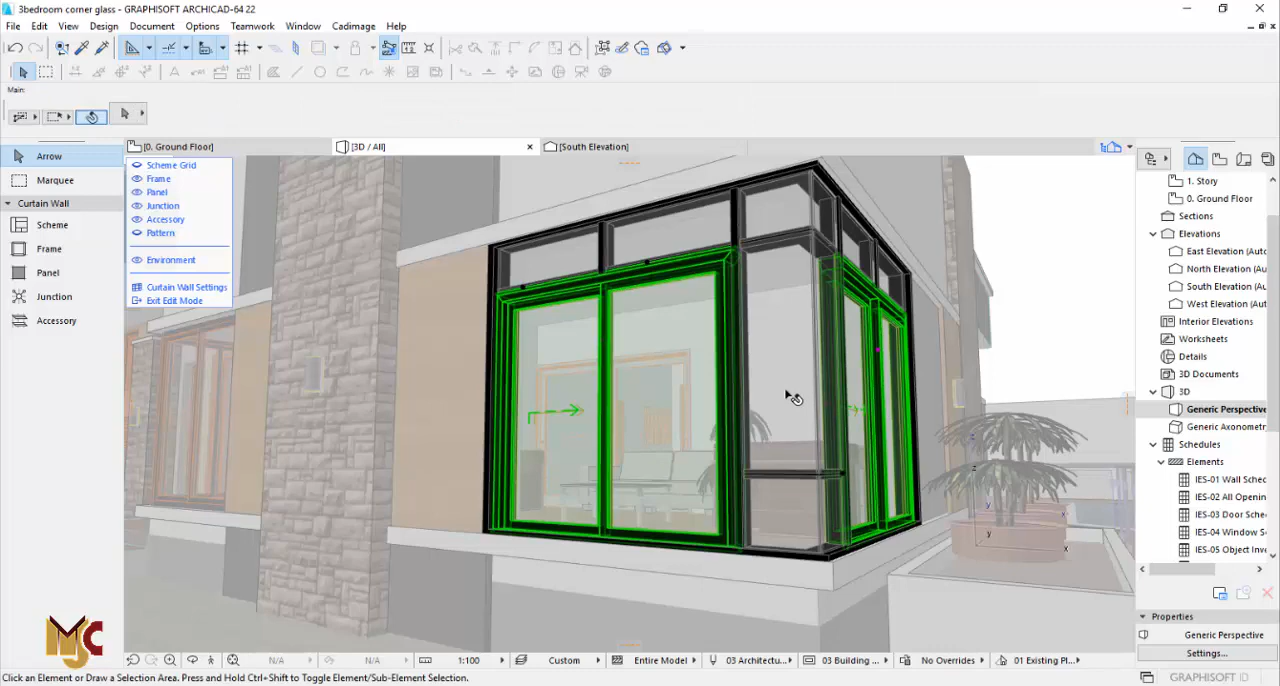 3bedroom corner glass - GRAPHISOFT ARCHICAD-64 22
File Edit View Design Document Options Teamwork Window Cadimage Help
Main:
[0. Ground Floor]
[3D / All]
[South Elevation]
Arrow
Marquee
Curtain Wall
Scheme
Frame
Panel
Junction
Accessory
Scheme Grid
Frame
Panel
Junction
Accessory
Pattern
Environment
Curtain Wall Settings
Exit Edit Mode
1. Story
0. Ground Floor
Sections
Elevations
East Elevation (Auto
North Elevation (Au
South Elevation (Au
West Elevation (Aut
Interior Elevations
Worksheets
Details
3D Documents
3D
Generic Perspective
Generic Axonometr
Schedules
Elements
IES-01 Wall Sched
IES-02 All Opening
IES-03 Door Sche
IES-04 Window S
IES-05 Object Inv
Properties
Generic Perspective
Settings...
x
y
z
y
x
MSC
N/A N/A 1:100 Custom Entire Model 03 Architectu... 03 Building ... No Overrides 01 Existing Pl...
Click an Element or Draw a Selection Area. Press and Hold Ctrl+Shift to Toggle Element/Sub-Element Selection.
GRAPHISOFT ID